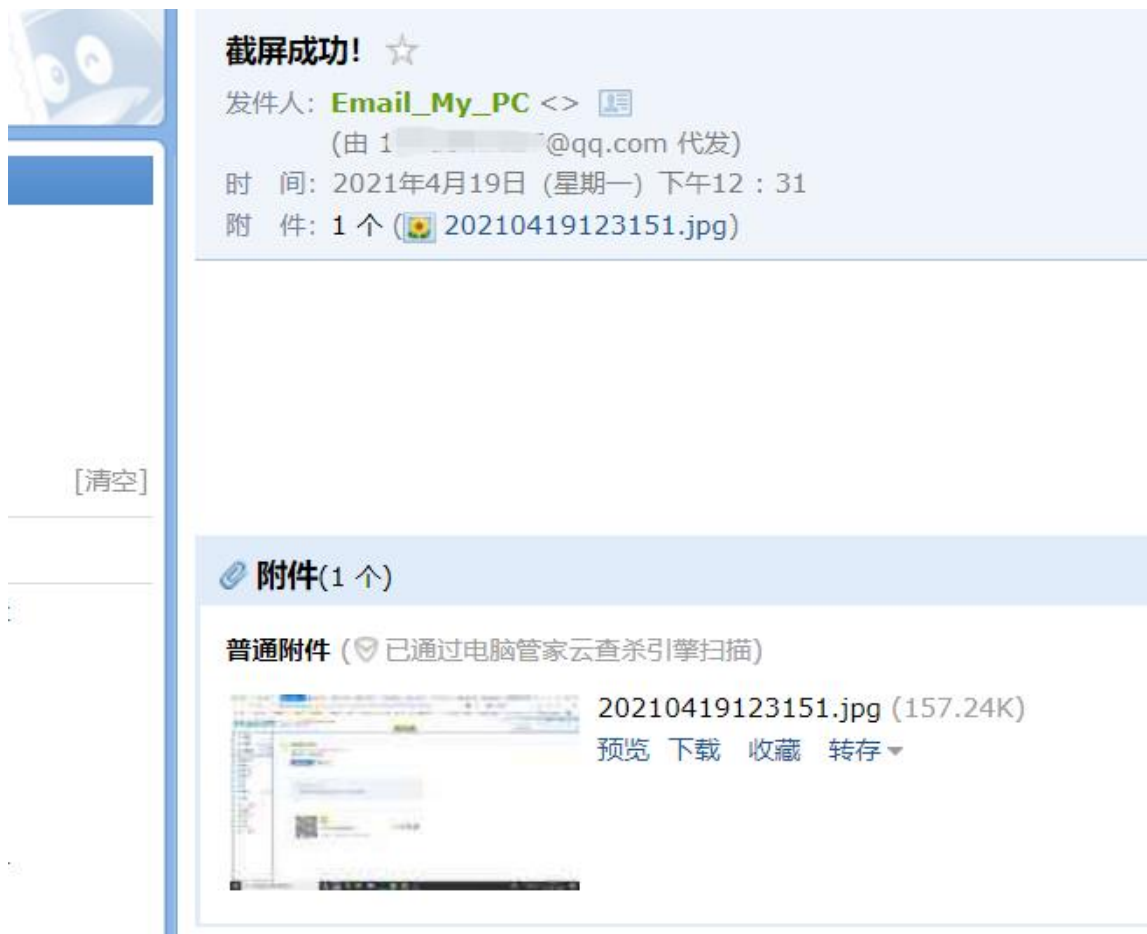 截屏成功!
发件人: Email_My_PC <>
(由 1 @qq.com 代发)
时 间: 2021年4月19日 (星期一) 下午12 : 31
附 件: 1 个 ( 20210419123151.jpg)
[清空]
附件(1 个)
普通附件 ( 已通过电脑管家云查杀引擎扫描)
20210419123151.jpg (157.24K)
预览 下载 收藏 转存